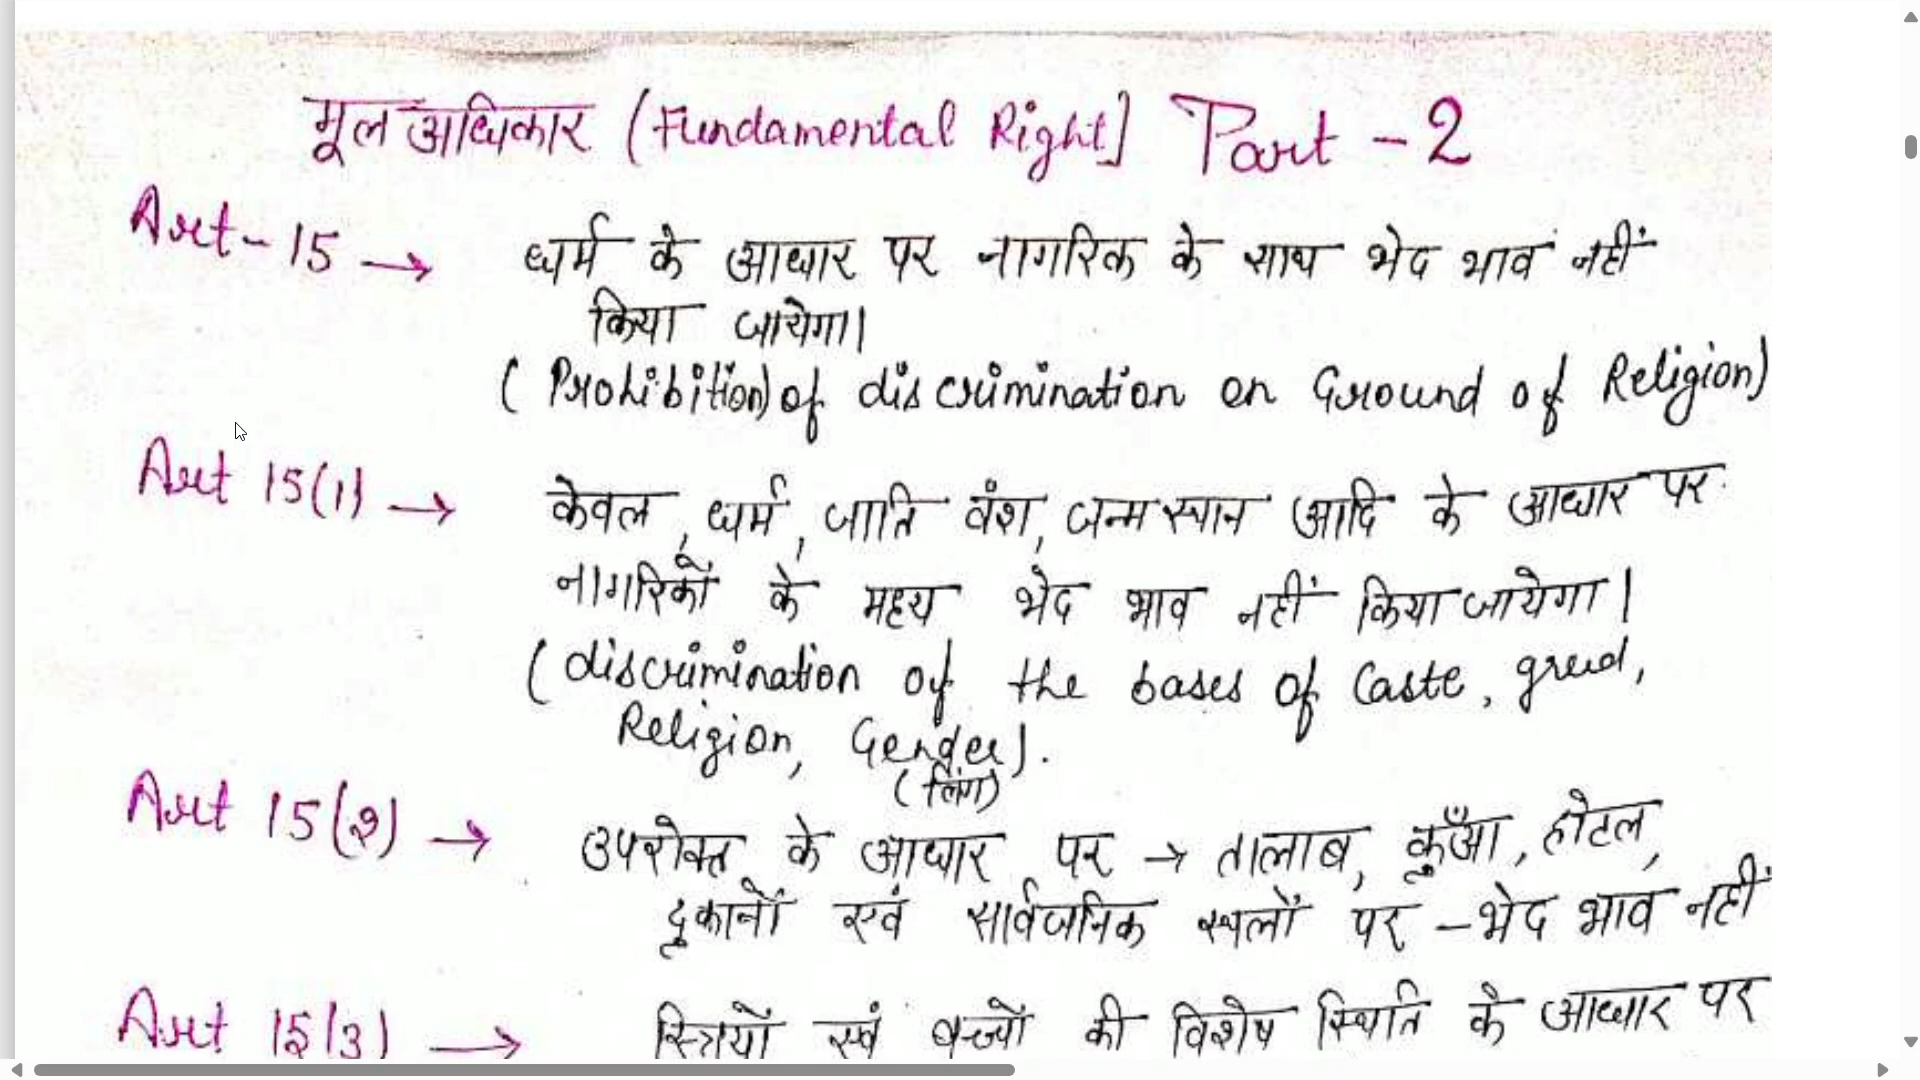 मूल अधिकार (Fundamental Right] Part - 2
Art - 15 → धर्म के आधार पर नागरिक के साथ भेद भाव नहीं
किया जायेगा।
(Prohibition) of discrimination on Ground of Religion)
Art 15(1) → केवल, धर्म, जाति वंश, जन्म स्थान आदि के आधार पर
नागरिकों के मध्य भेद भाव नहीं किया जायेगा।
(discrimination of the bases of Caste, greed,
Religion, Gender).
(लिंग)
Art 15(2) → उपरोक्त के आधार पर → तालाब, कुँआ, होटल,
दुकानों एवं सार्वजनिक स्थलों पर - भेद भाव नहीं
Art 15(3) → स्त्रियों एवं बच्चों की विशेष स्थिति के आधार पर